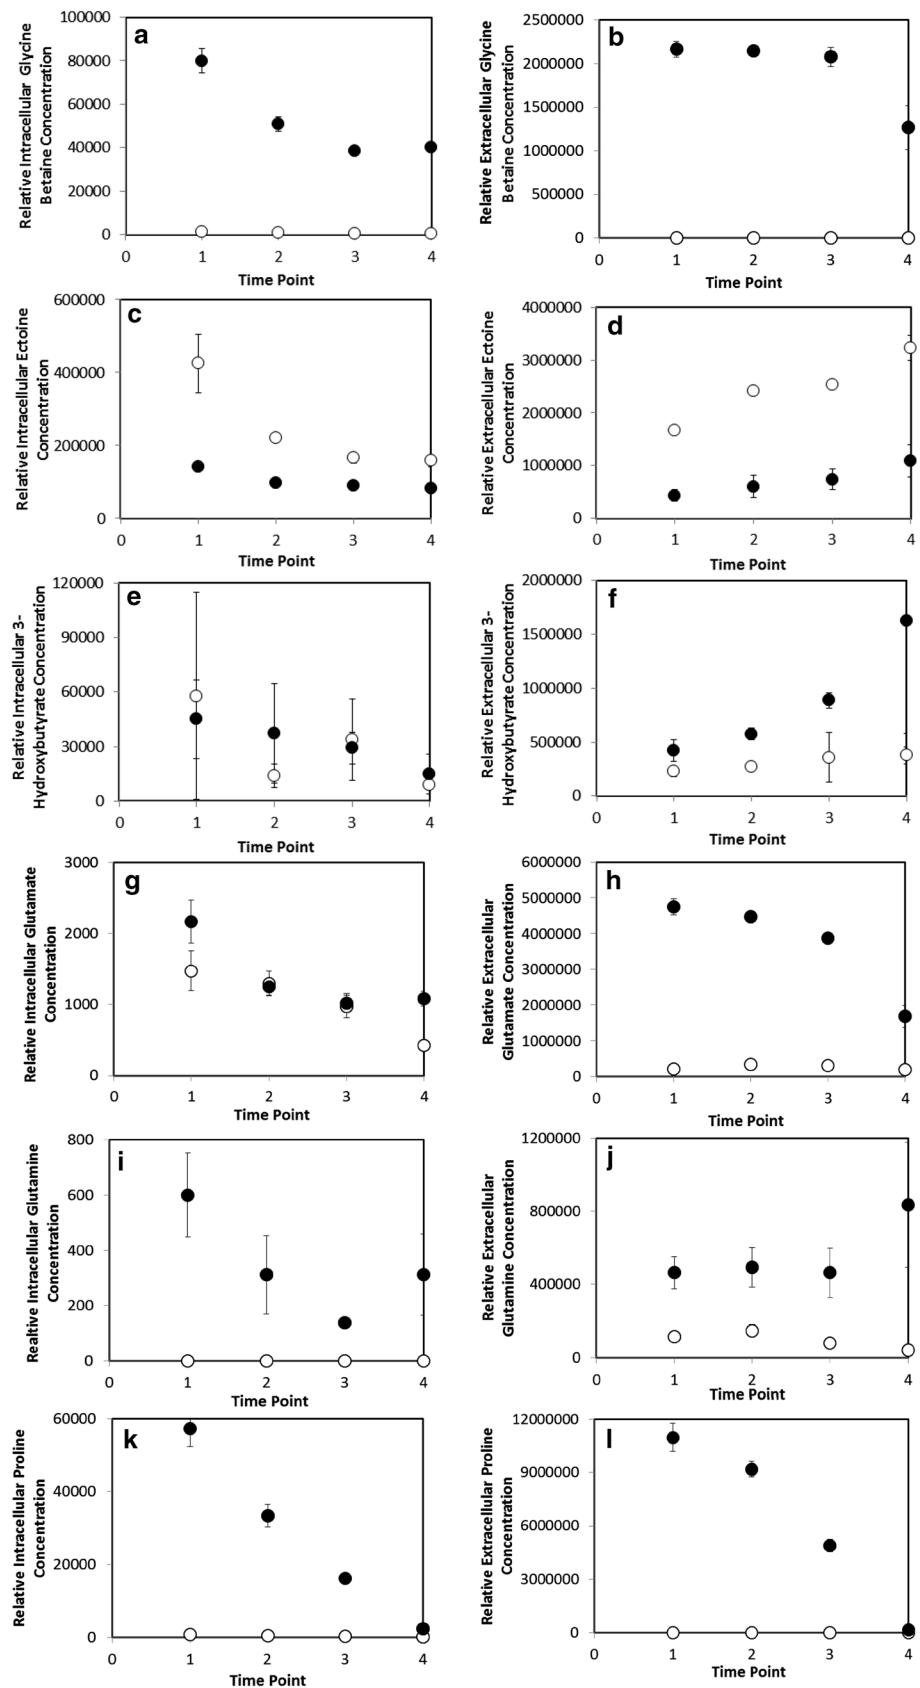 a
Relative Intracellular Glycine
Betaine Concentration
100000
80000
60000
40000
20000
0
0 1 2 3 4
Time Point
b
Relative Extracellular Glycine
Betaine Concentration
2500000
2000000
1500000
1000000
500000
0
0 1 2 3 4
Time Point
c
Relative Intracellular Ectoine
Concentration
600000
400000
200000
0
0 1 2 3 4
Time Point
d
Relative Extracellular Ectoine
Concentration
4000000
3000000
2000000
1000000
0
0 1 2 3 4
Time Point
e
Relative Intracellular 3-
Hydroxybutyrate Concentration
120000
90000
60000
30000
0
0 1 2 3 4
Time Point
f
Relative Extracellular 3-
Hydroxybutyrate Concentration
2000000
1500000
1000000
500000
0
0 1 2 3 4
Time Point
g
Relative Intracellular Glutamate
Concentration
3000
2000
1000
0
0 1 2 3 4
Time Point
h
Relative Extracellular
Glutamate Concentration
6000000
5000000
4000000
3000000
2000000
1000000
0
0 1 2 3 4
Time Point
i
Realtive Intracellular Glutamine
Concentration
800
600
400
200
0
0 1 2 3 4
Time Point
j
Relative Extracellular
Glutamine Concentration
1200000
800000
400000
0
0 1 2 3 4
Time Point
k
Relative Intracellular Proline
Concentration
60000
40000
20000
0
0 1 2 3 4
Time Point
l
Relative Extracellular Proline
Concentration
12000000
9000000
6000000
3000000
0
0 1 2 3 4
Time Point